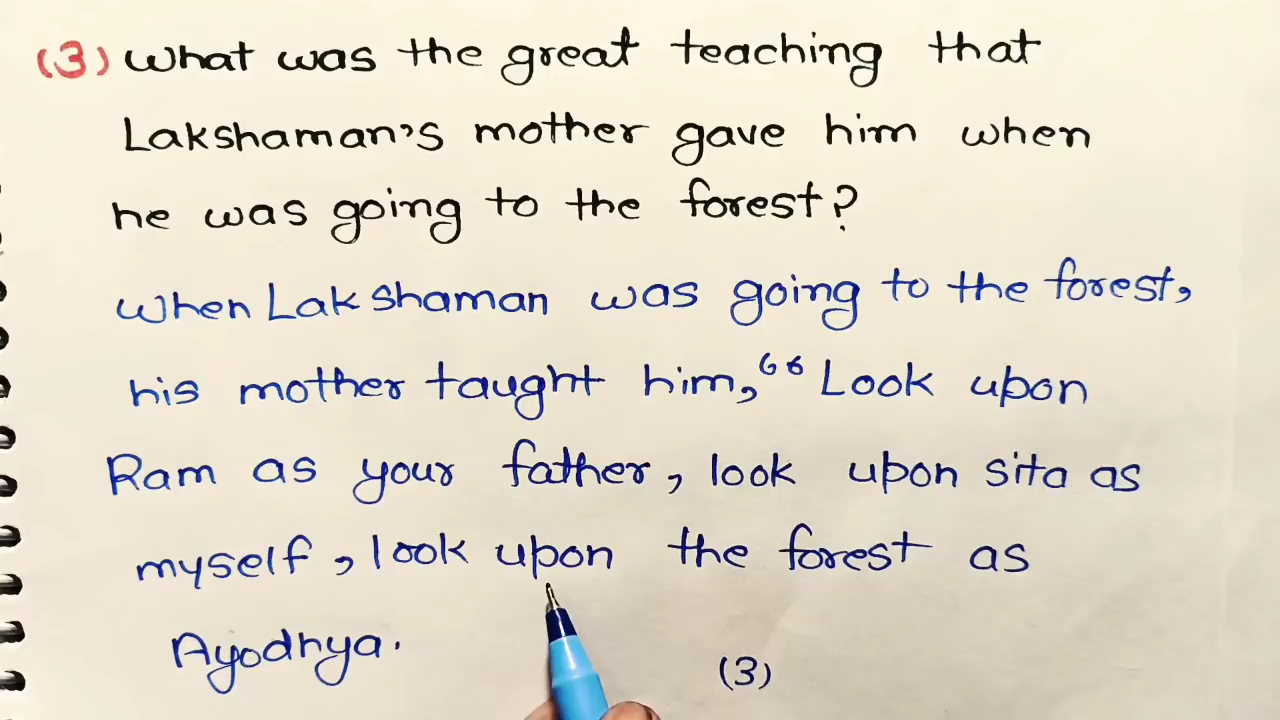 (3) What was the great teaching that
Lakshaman's mother gave him when
he was going to the forest?
When Lakshaman was going to the forest,
his mother taught him, “Look upon
Ram as your father, look upon Sita as
myself, look upon the forest as
Ayodhya.
(3)